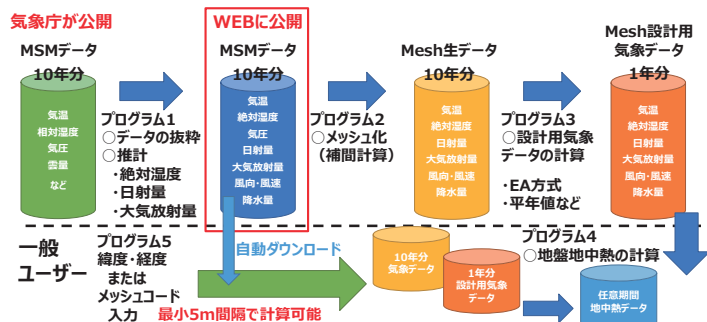 気象庁が公開
WEBに公開
MSMデータ
10年分
気温
相対湿度
気圧
雲量
など
プログラム1
○データの抜粋
○推計
・絶対湿度
・日射量
・大気放射量
MSMデータ
10年分
気温
絶対湿度
気圧
日射量
大気放射量
風向・風速
降水量
プログラム2
○メッシュ化
（補間計算）
Mesh生データ
10年分
気温
絶対湿度
日射量
大気放射量
風向・風速
降水量
プログラム3
○設計用気象
データの計算
・EA方式
・平年値など
Mesh設計用
気象データ
1年分
気温
絶対湿度
日射量
大気放射量
風向・風速
降水量
一般
ユーザー
プログラム5
緯度・経度
または
メッシュコード
入力
自動ダウンロード
最小5m間隔で計算可能
10年分
気象データ
1年分
設計用気象
データ
プログラム4
○地盤地中熱の計算
任意期間
地中熱データ